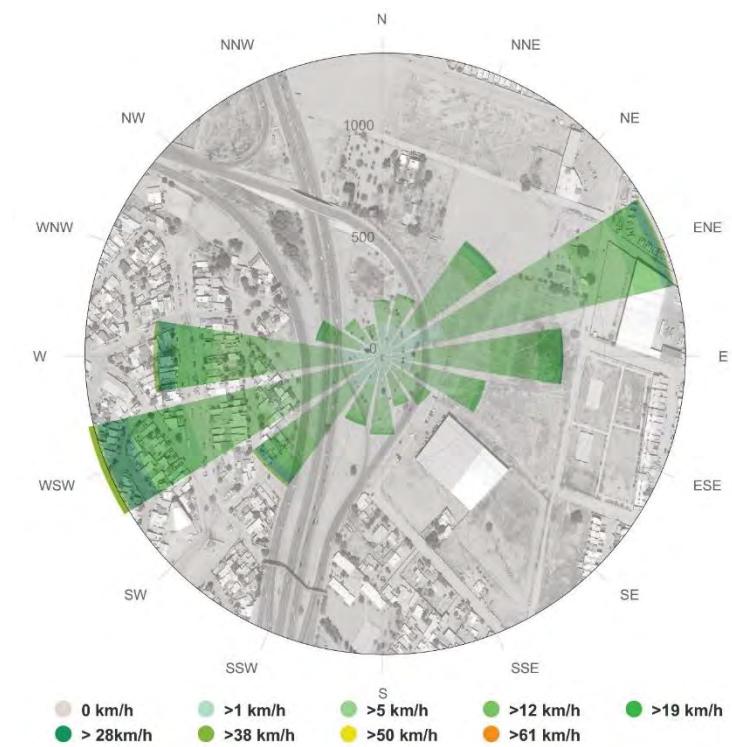 N
NNW
NNE
NW
1000
NE
WNW
500
ENE
W
0
E
WSW
ESE
SW
SE
SSW
SSE
S
0 km/h
>1 km/h
>5 km/h
>12 km/h
>19 km/h
> 28km/h
>38 km/h
>50 km/h
>61 km/h